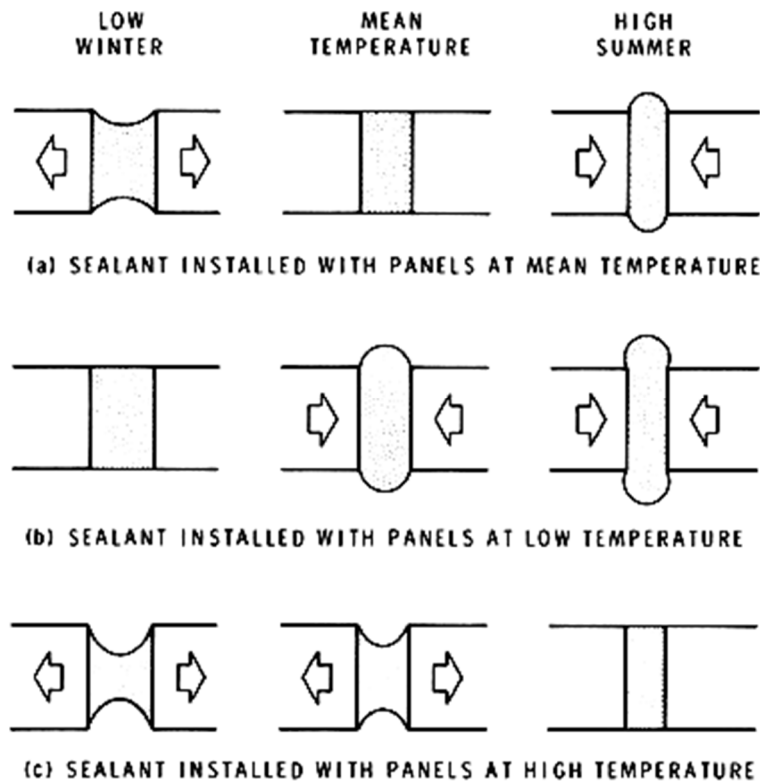 LOW WINTER
MEAN TEMPERATURE
HIGH SUMMER
(a) SEALANT INSTALLED WITH PANELS AT MEAN TEMPERATURE
(b) SEALANT INSTALLED WITH PANELS AT LOW TEMPERATURE
(c) SEALANT INSTALLED WITH PANELS AT HIGH TEMPERATURE